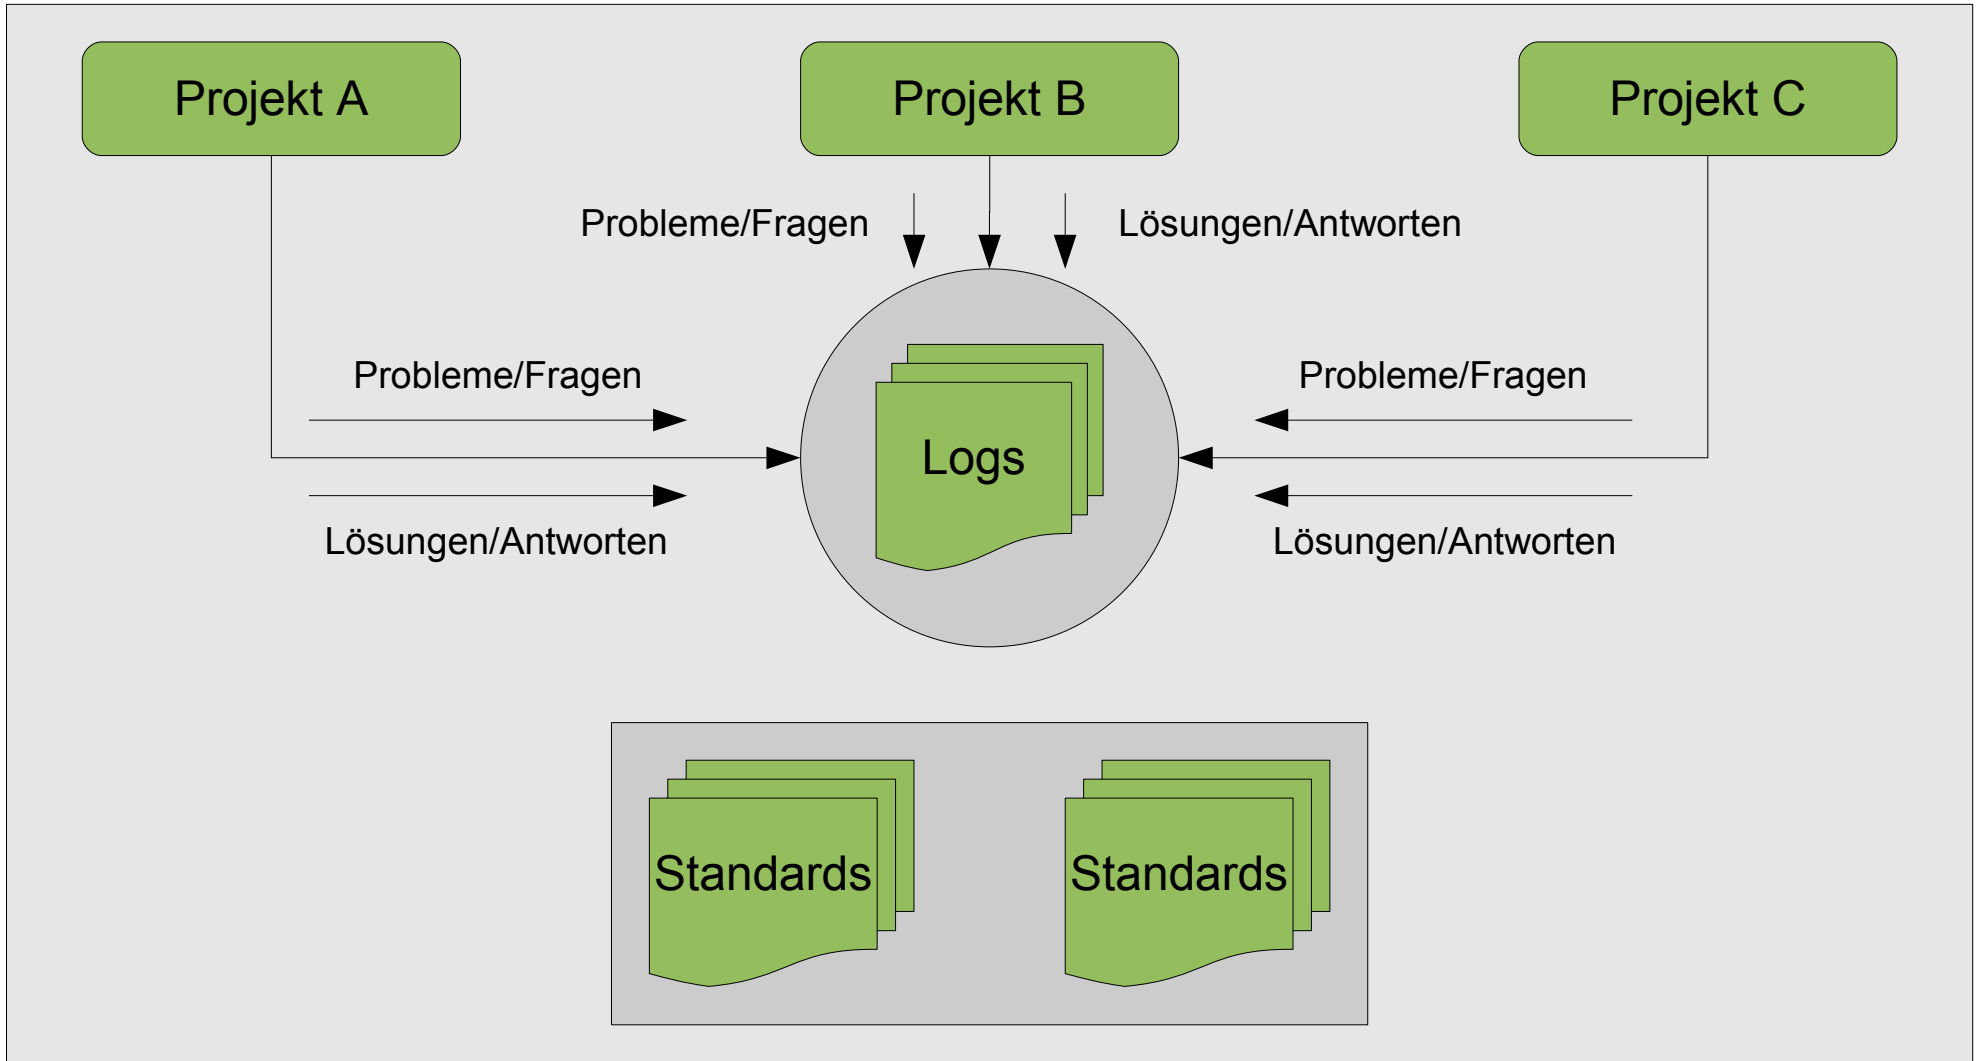 Projekt A
Projekt B
Projekt C
Probleme/Fragen
Lösungen/Antworten
Probleme/Fragen
Probleme/Fragen
Logs
Lösungen/Antworten
Lösungen/Antworten
Standards
Standards